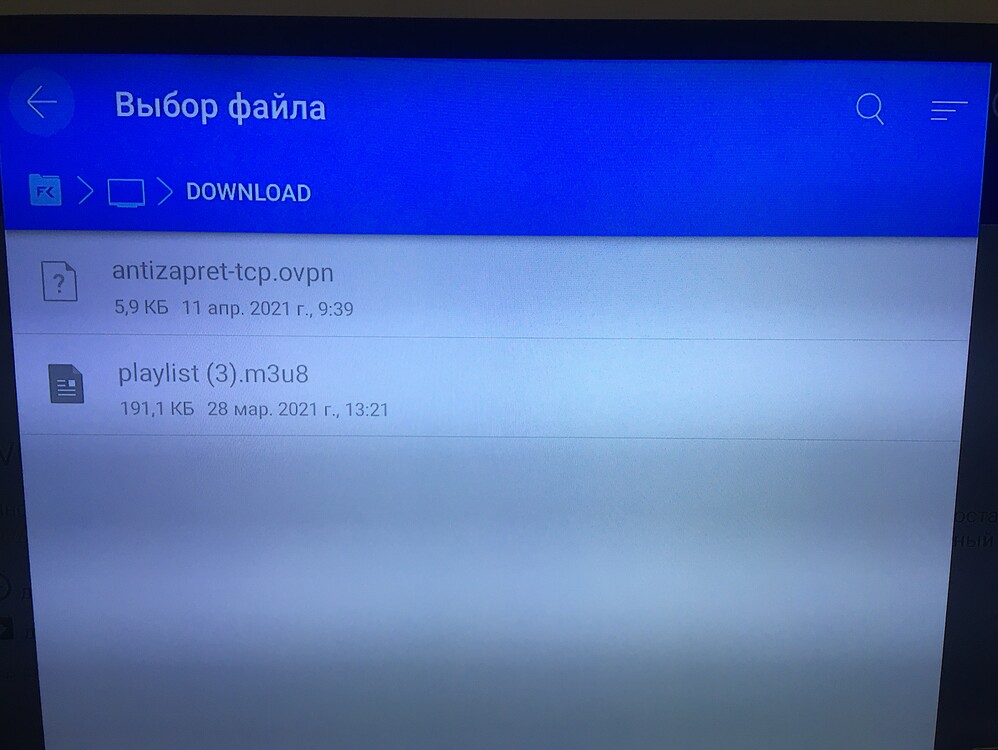 Выбор файла
FX
DOWNLOAD
antizapret-tcp.ovpn
5,9 КБ 11 апр. 2021 г., 9:39
playlist (3).m3u8
191,1 КБ 28 мар. 2021 г., 13:21